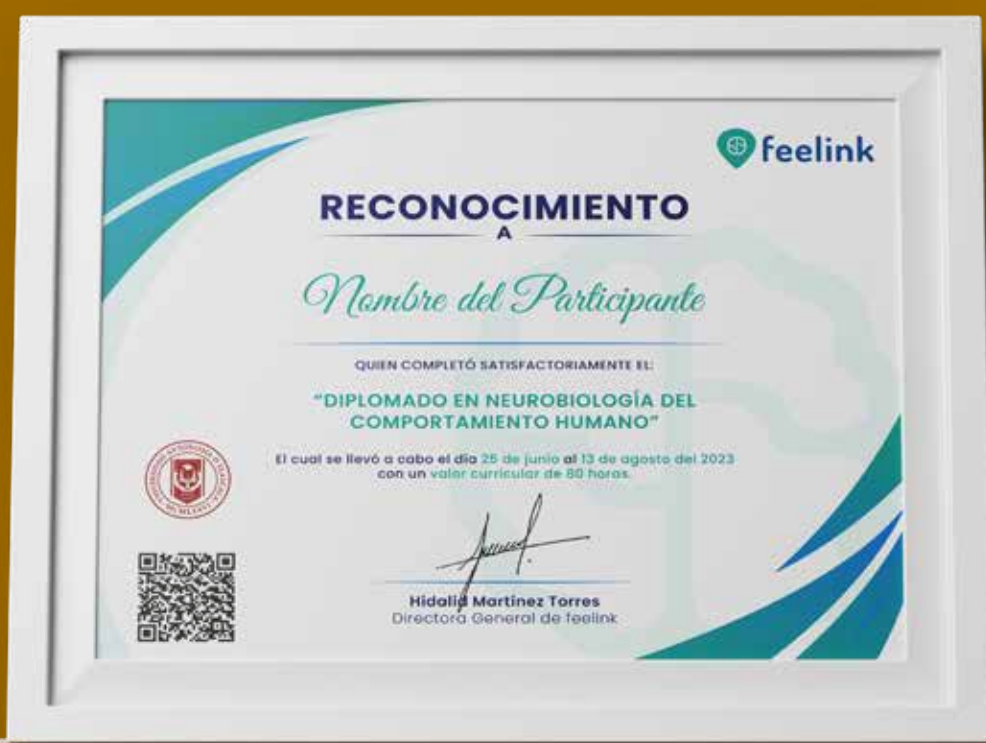 feelink
RECONOCIMIENTO
A
Nombre del Participante
QUIEN COMPLETÓ SATISFACTORIAMENTE EL:
"DIPLOMADO EN NEUROBIOLOGÍA DEL
COMPORTAMIENTO HUMANO"
El cual se llevó a cabo el día 25 de junio al 13 de agosto del 2023
con un valor curricular de 80 horas.
Hidalid Martínez Torres
Directora General de feelink